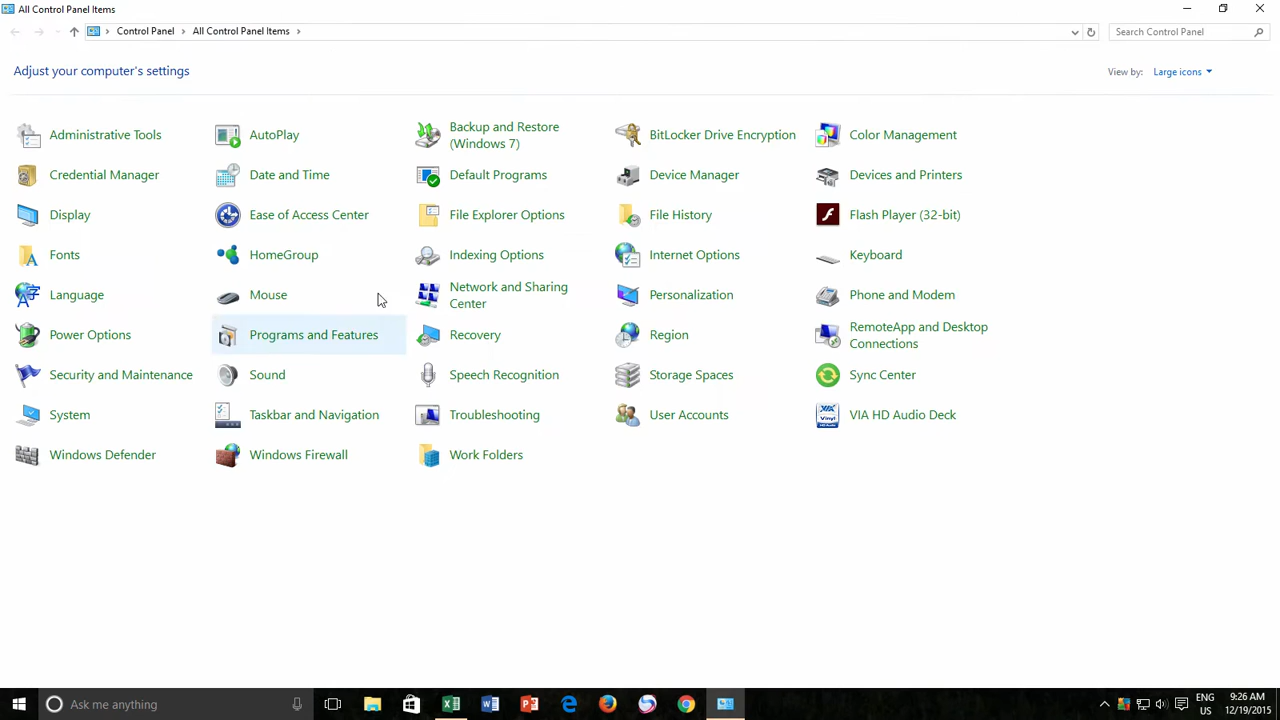 All Control Panel Items
Control Panel
All Control Panel Items
Search Control Panel
Adjust your computer's settings
View by: Large icons
Administrative Tools
AutoPlay
Backup and Restore
(Windows 7)
BitLocker Drive Encryption
Color Management
Credential Manager
Date and Time
Default Programs
Device Manager
Devices and Printers
Display
Ease of Access Center
File Explorer Options
File History
Flash Player (32-bit)
Fonts
HomeGroup
Indexing Options
Internet Options
Keyboard
Language
Mouse
Network and Sharing
Center
Personalization
Phone and Modem
Power Options
Programs and Features
Recovery
Region
RemoteApp and Desktop
Connections
Security and Maintenance
Sound
Speech Recognition
Storage Spaces
Sync Center
System
Taskbar and Navigation
Troubleshooting
User Accounts
VIA HD Audio Deck
Windows Defender
Windows Firewall
Work Folders
Ask me anything
ENG
US
9:26 AM
12/19/2015